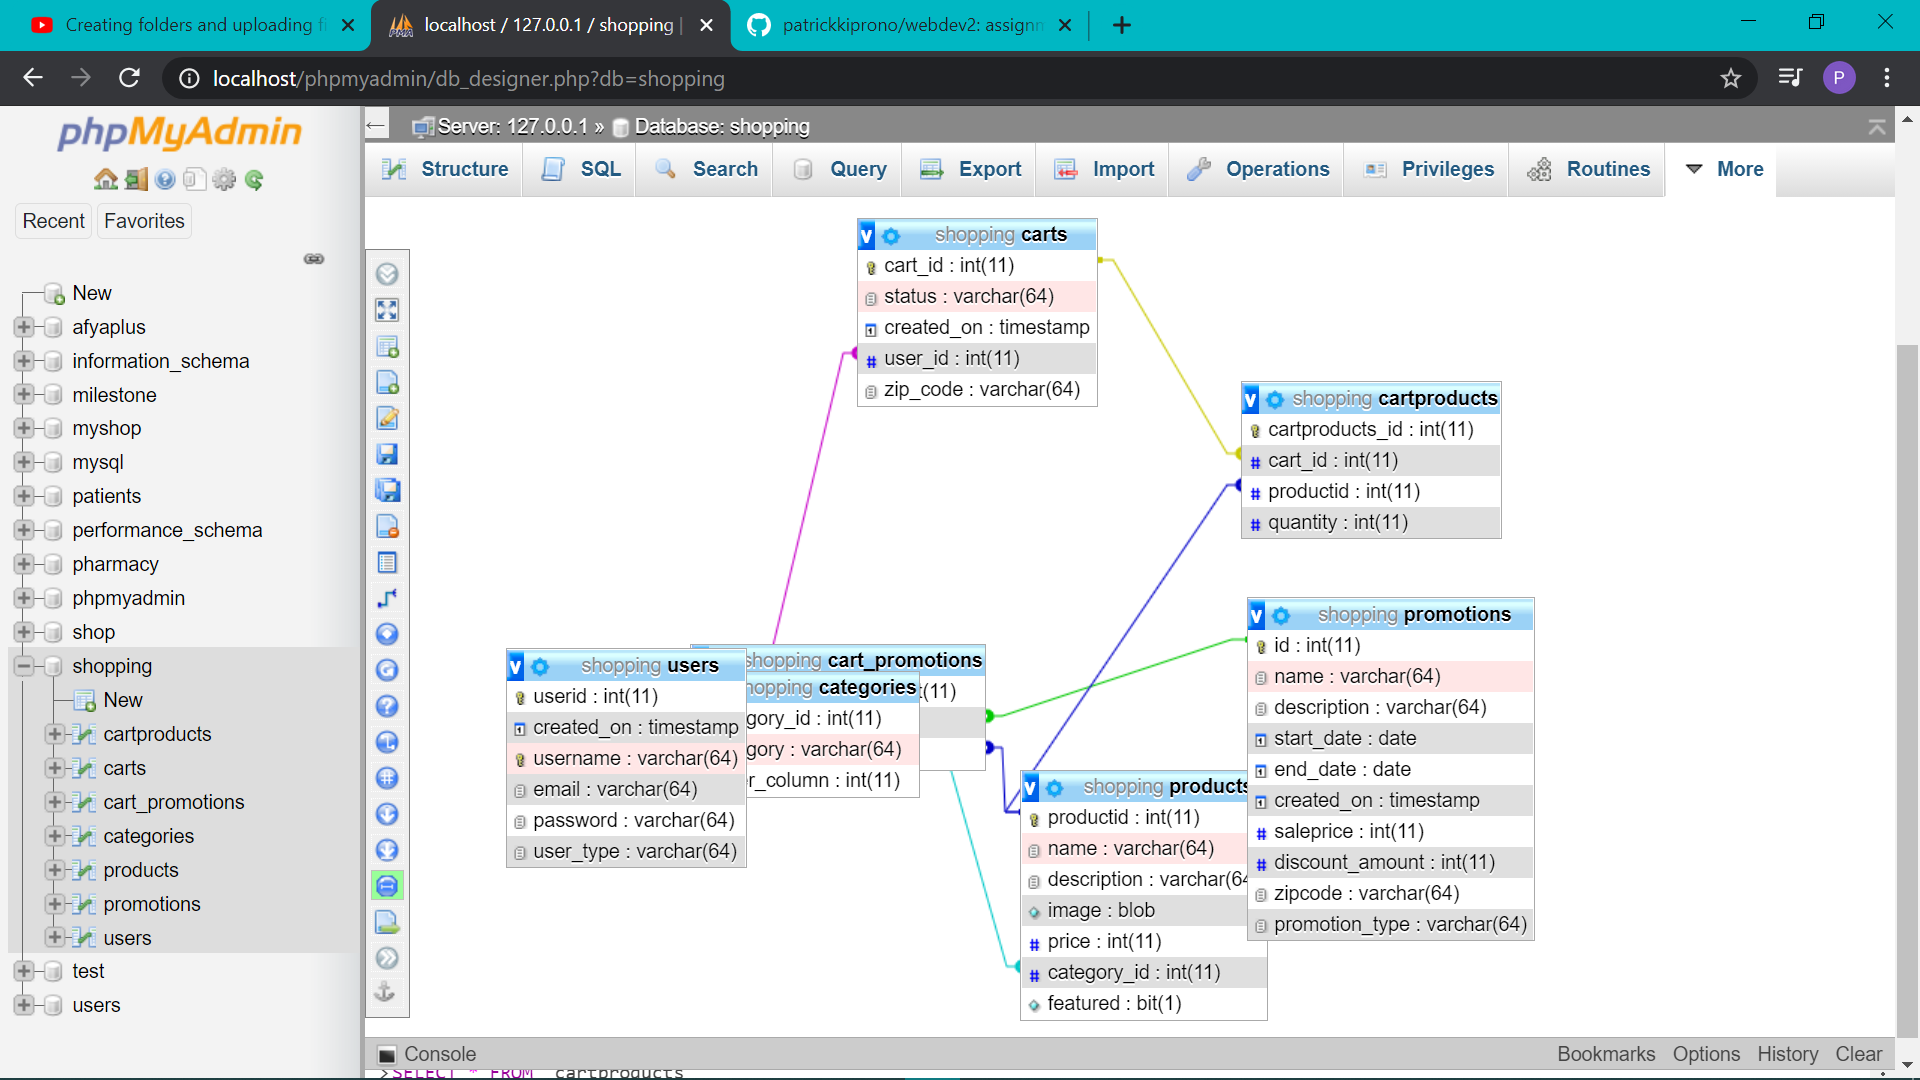 Creating folders and uploading fi
localhost / 127.0.0.1 / shopping |
patrickkiprono/webdev2: assignm
localhost/phpmyadmin/db_designer.php?db=shopping
P
phpMyAdmin
Recent
Favorites
New
afyaplus
information_schema
milestone
myshop
mysql
patients
performance_schema
pharmacy
phpmyadmin
shop
shopping
New
cartproducts
carts
cart_promotions
categories
products
promotions
users
test
users
Server: 127.0.0.1 » Database: shopping
Structure
SQL
Search
Query
Export
Import
Operations
Privileges
Routines
More
v shopping carts
cart_id : int(11)
status : varchar(64)
created_on : timestamp
user_id : int(11)
zip_code : varchar(64)
v shopping cartproducts
cartproducts_id : int(11)
cart_id : int(11)
productid : int(11)
quantity : int(11)
v shopping users
userid : int(11)
created_on : timestamp
username : varchar(64)
email : varchar(64)
password : varchar(64)
user_type : varchar(64)
shopping cart_promotions
(11)
hopping categories
gory_id : int(11)
gory : varchar(64)
er_column : int(11)
v shopping products
productid : int(11)
name : varchar(64)
description : varchar(64
image : blob
price : int(11)
category_id : int(11)
featured : bit(1)
v shopping promotions
id : int(11)
name : varchar(64)
description : varchar(64)
start_date : date
end_date : date
created_on : timestamp
saleprice : int(11)
discount_amount : int(11)
zipcode : varchar(64)
promotion_type : varchar(64)
Console
Bookmarks
Options
History
Clear
>SELECT * FROM `cartproducts`